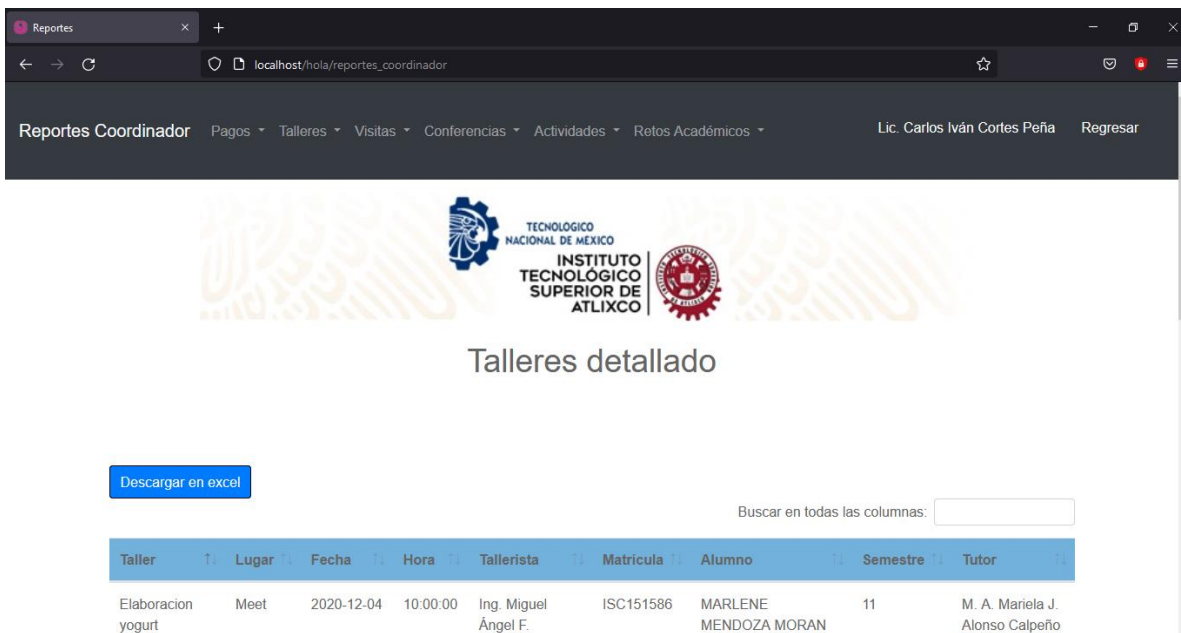 Reportes
localhost/hola/reportes_coordinador
Reportes Coordinador Pagos Talleres Visitas Conferencias Actividades Retos Académicos Lic. Carlos Iván Cortes Peña Regresar
TECNOLOGICO
NACIONAL DE MEXICO
INSTITUTO
TECNOLÓGICO
SUPERIOR DE
ATLIXCO
Talleres detallado
Descargar en excel
Buscar en todas las columnas:
Taller Lugar Fecha Hora Tallerista Matrícula Alumno Semestre Tutor
Elaboracion Meet 2020-12-04 10:00:00 Ing. Miguel ISC151586 MARLENE 11 M. A. Mariela J.
yogurt Ángel F. MENDOZA MORAN Alonso Calpeño